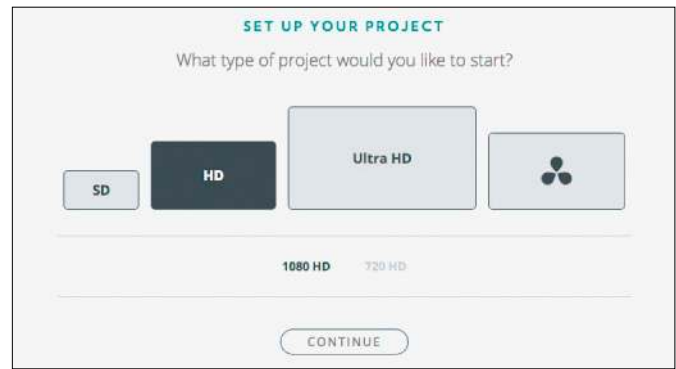 SET UP YOUR PROJECT
What type of project would you like to start?
SD
HD
Ultra HD
1080 HD 720 HD
CONTINUE